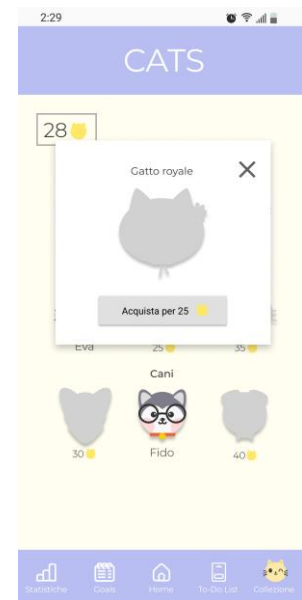 2:29
CATS
28
Gatto royale
Acquista per 25
Eva 25 35
Cani
30 Fido 40
Statistiche Goals Home To-Do List Collezione